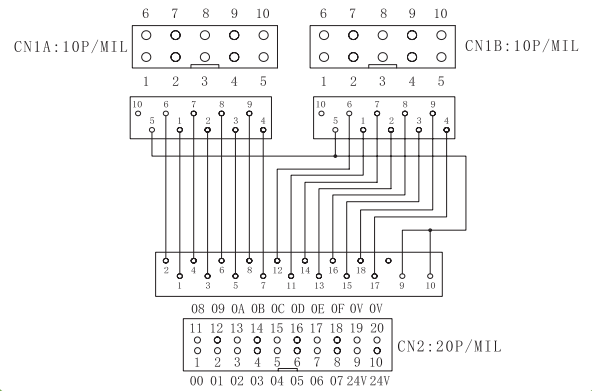 6 7 8 9 10 6 7 8 9 10
CN1A:10P/MIL CN1B:10P/MIL
1 2 3 4 5 1 2 3 4 5
10 6 7 8 9 10 6 7 8 9
5 1 2 3 4 5 1 2 3 4
2 4 6 8 12 14 16 18
1 3 5 7 11 13 15 17 9 10
08 09 0A 0B 0C 0D 0E 0F 0V 0V
11 12 13 14 15 16 17 18 19 20
CN2:20P/MIL
1 2 3 4 5 6 7 8 9 10
00 01 02 03 04 05 06 07 24V 24V